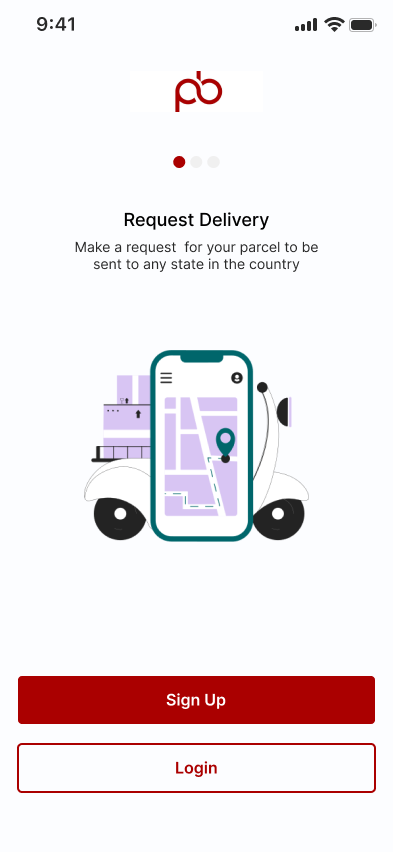 9:41
pb
Request Delivery
Make a request  for your parcel to be
sent to any state in the country
Sign Up
Login